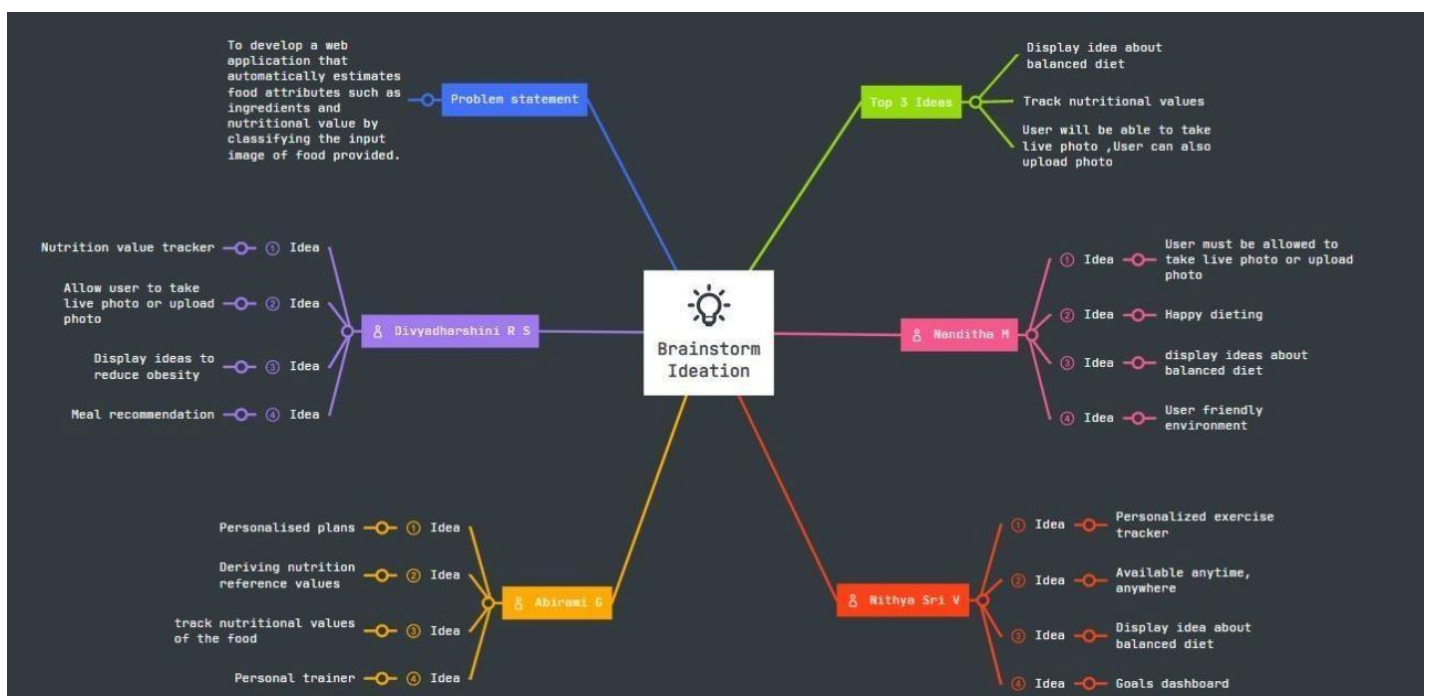 To develop a web
application that
automatically estimates
food attributes such as
ingredients and
nutritional value by
classifying the input
image of food provided.
Problem statement
Top 3 Ideas
Display idea about
balanced diet
Track nutritional values
User will be able to take
live photo ,User can also
upload photo
Brainstorm
Ideation
Divyadharshini R S
1 Idea
Nutrition value tracker
2 Idea
Allow user to take
live photo or upload
photo
3 Idea
Display ideas to
reduce obesity
4 Idea
Meal recommendation
Nanditha M
1 Idea
User must be allowed to
take live photo or upload
photo
2 Idea
Happy dieting
3 Idea
display ideas about
balanced diet
4 Idea
User friendly
environment
Abirami G
1 Idea
Personalised plans
2 Idea
Deriving nutrition
reference values
3 Idea
track nutritional values
of the food
4 Idea
Personal trainer
Nithya Sri V
1 Idea
Personalized exercise
tracker
2 Idea
Available anytime,
anywhere
3 Idea
Display idea about
balanced diet
4 Idea
Goals dashboard